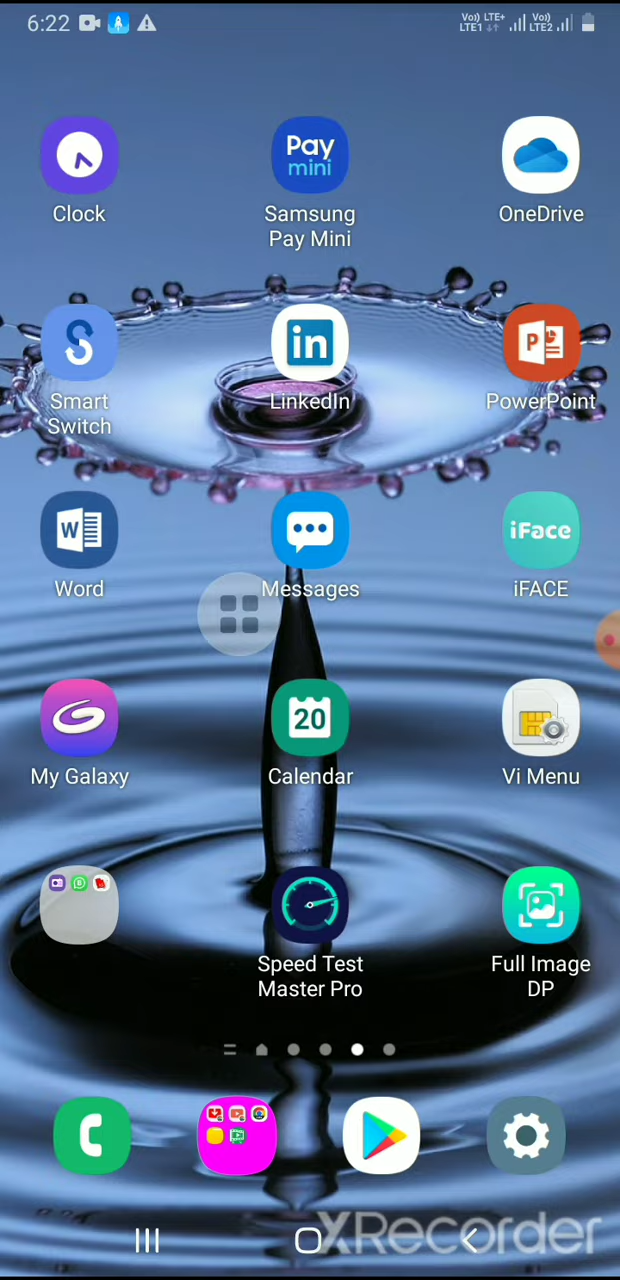 6:22
Vo)) LTE+ Vo))
LTE1 LTE2
Pay
mini
Clock
Samsung
Pay Mini
OneDrive
in
P
Smart
Switch
LinkedIn
PowerPoint
W
iFace
Word
Messages
iFACE
20
My Galaxy
Calendar
Vi Menu
Speed Test
Master Pro
Full Image
DP
XRecorder